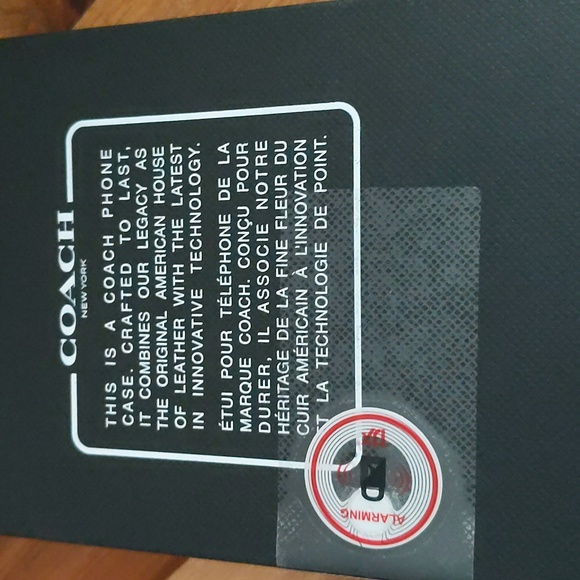 COACH
NEW YORK
THIS IS A COACH PHONE
CASE. CRAFTED TO LAST,
IT COMBINES OUR LEGACY AS
THE ORIGINAL AMERICAN HOUSE
OF LEATHER WITH THE LATEST
IN INNOVATIVE TECHNOLOGY.
ÉTUI POUR TÉLÉPHONE DE LA
MARQUE COACH. CONÇU POUR
DURER, IL ASSOCIE NOTRE
HÉRITAGE DE LA FINE FLEUR DU
CUIR AMÉRICAIN À L'INNOVATION
ET LA TECHNOLOGIE DE POINT.
ALARMING